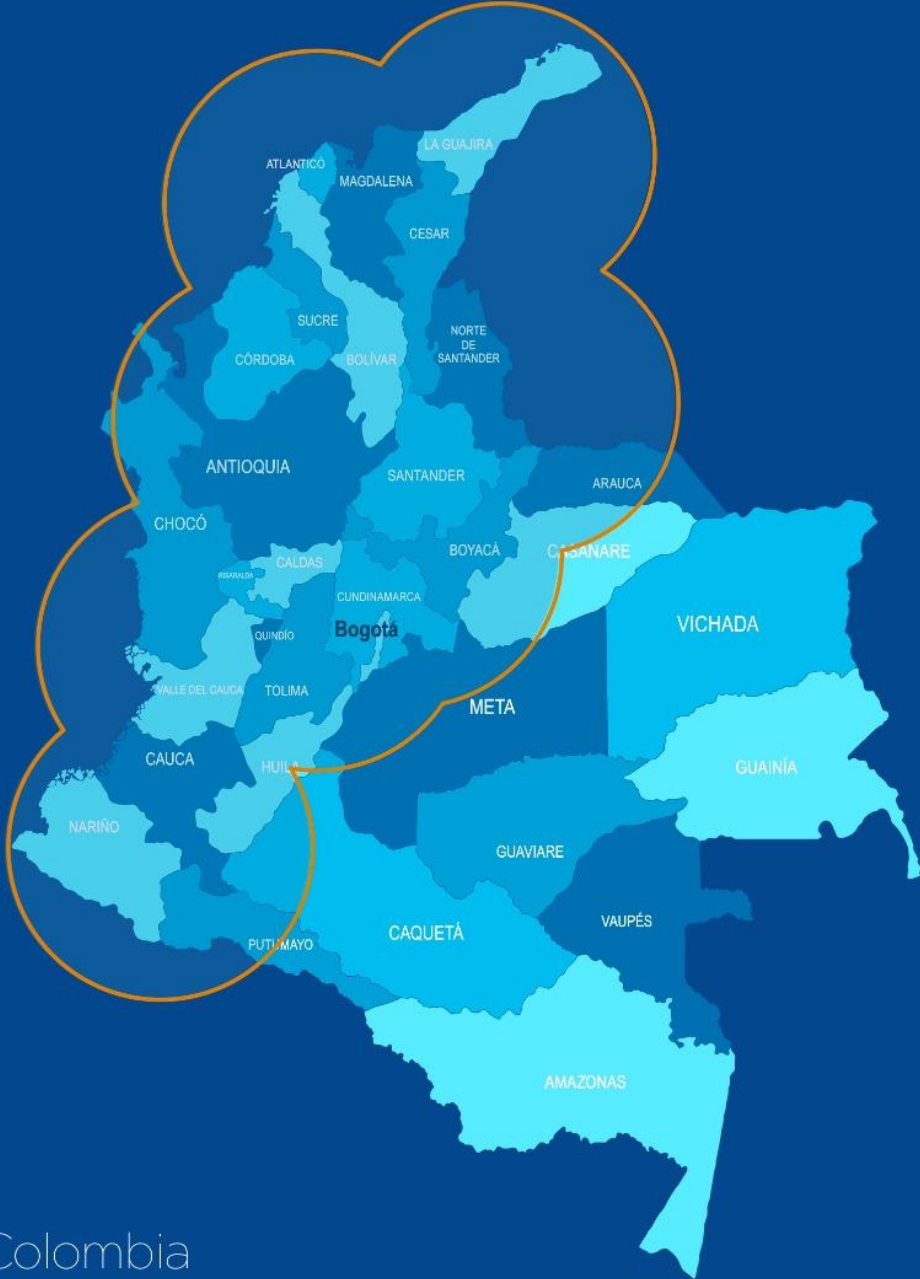 LA GUAJIRA
ATLANTICÓ
MAGDALENA
CESAR
SUCRE
NORTE
DE
SANTANDER
CÓRDOBA
BOLÍVAR
ANTIOQUIA
SANTANDER
ARAUCA
CHOCÓ
BOYACÁ
CASANARE
CALDAS
RISARALDA
CUNDINAMARCA
VICHADA
Bogotá
QUINDÍO
VALLE DEL CAUCA
TOLIMA
META
CAUCA
HUILA
GUAINÍA
NARIÑO
GUAVIARE
VAUPÉS
CAQUETÁ
PUTUMAYO
AMAZONAS
Colombia